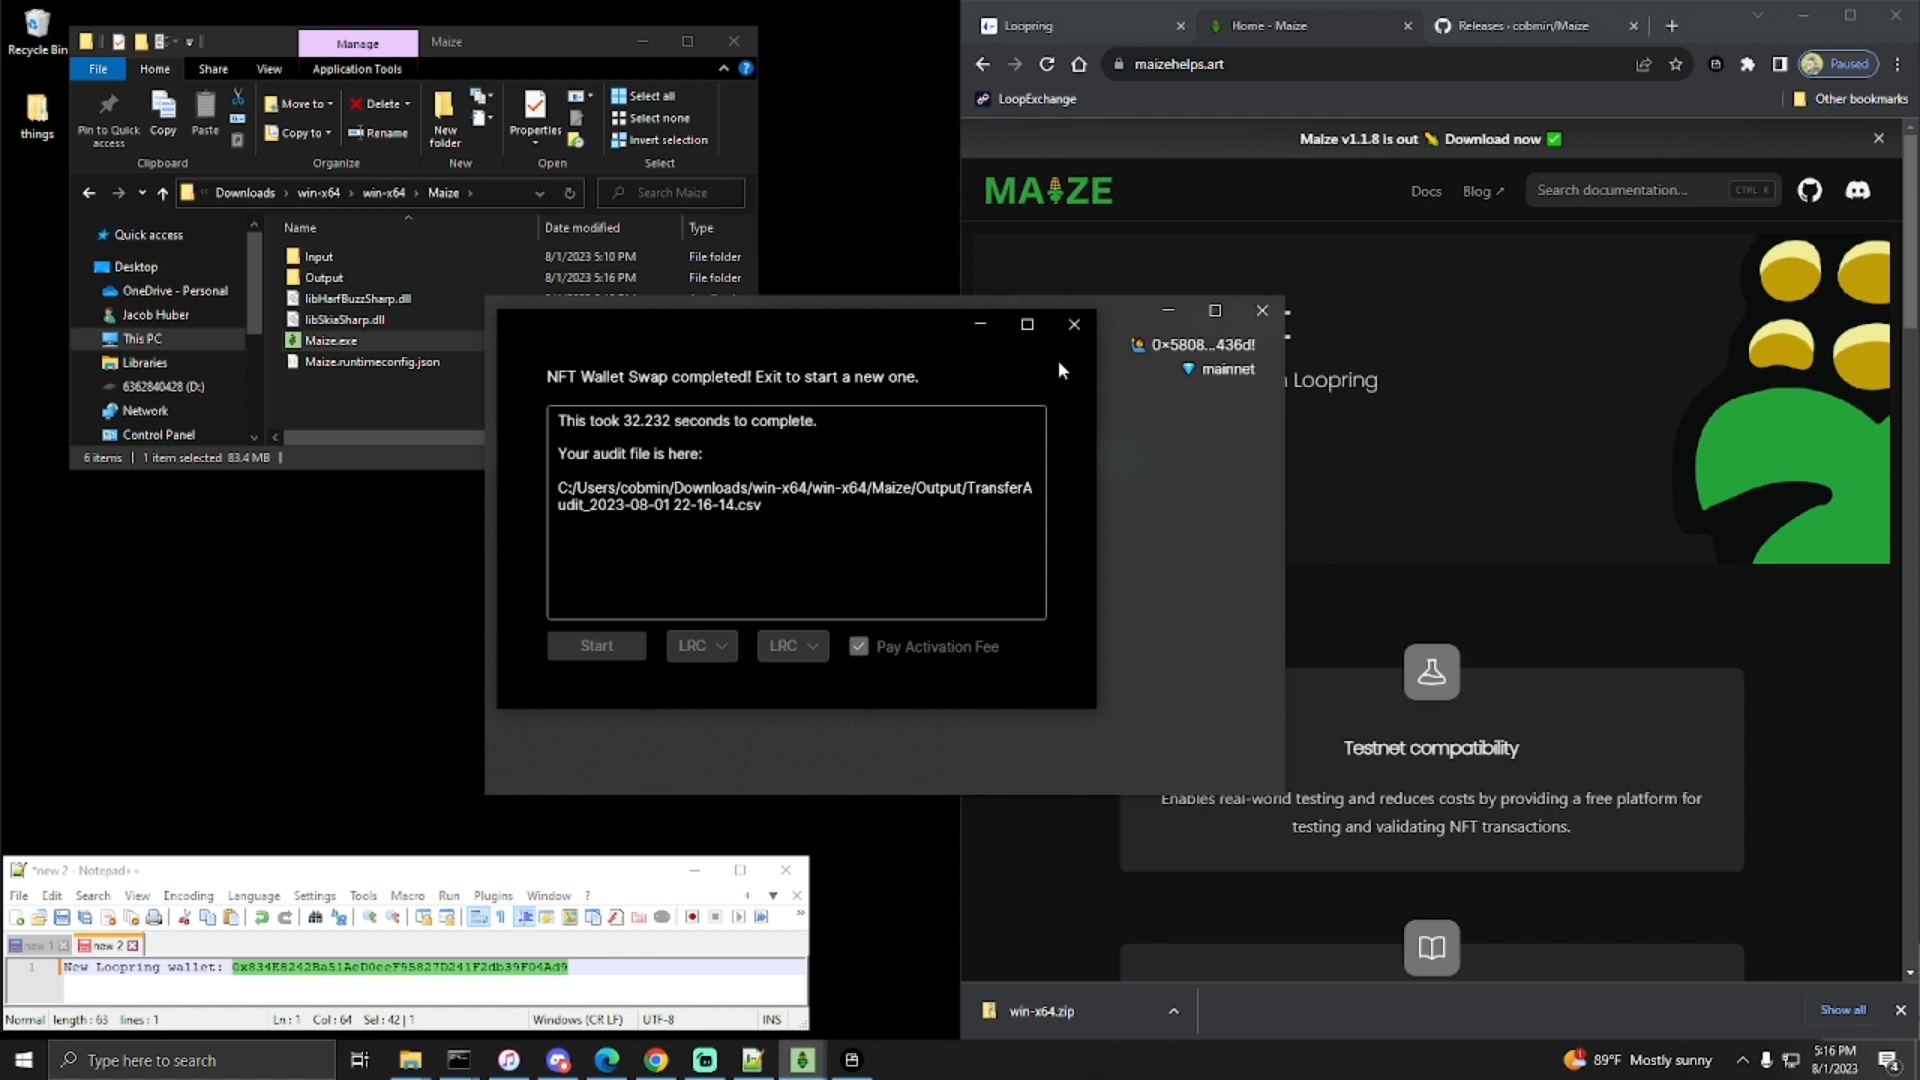 Recycle Bin
things
Manage
Maize
File
Home
Share
View
Application Tools
Pin to Quick access
Copy
Paste
Move to
Copy to
Delete
Rename
New folder
Properties
Select all
Select none
Invert selection
Clipboard
Organize
New
Open
Select
Downloads > win-x64 > win-x64 > Maize >
Search Maize
Name
Date modified
Type
Quick access
Desktop
OneDrive - Personal
Jacob Huber
This PC
Libraries
6362840428 (D:)
Network
Control Panel
Input 8/1/2023 5:10 PM File folder
Output 8/1/2023 5:16 PM File folder
libHarfBuzzSharp.dll
libSkiaSharp.dll
Maize.exe
Maize.runtimeconfig.json
6 items
1 item selected 83.4 MB
NFT Wallet Swap completed! Exit to start a new one.
This took 32.232 seconds to complete.
Your audit file is here:
C:/Users/cobmin/Downloads/win-x64/win-x64/Maize/Output/TransferA
udit_2023-08-01 22-16-14.csv
Start
LRC
LRC
Pay Activation Fee
0×5808...436d!
mainnet
Loopring
Home - Maize
Releases · cobmin/Maize
maizehelps.art
Paused
LoopExchange
Other bookmarks
Maize v1.1.8 is out 🌽 Download now ✅
MAIZE
Docs
Blog ↗
Search documentation...
CTRL K
Loopring
Testnet compatibility
Enables real-world testing and reduces costs by providing a free platform for
testing and validating NFT transactions.
win-x64.zip
Show all
*new 2 - Notepad++
File Edit Search View Encoding Language Settings Tools Macro Run Plugins Window ?
new 1
new 2
1
New Loopring wallet:
Normal length : 63 lines : 1
Ln : 1 Col : 64 Sel : 42 | 1
Windows (CR LF)
UTF-8
INS
Type here to search
89°F Mostly sunny
5:16 PM
8/1/2023
4